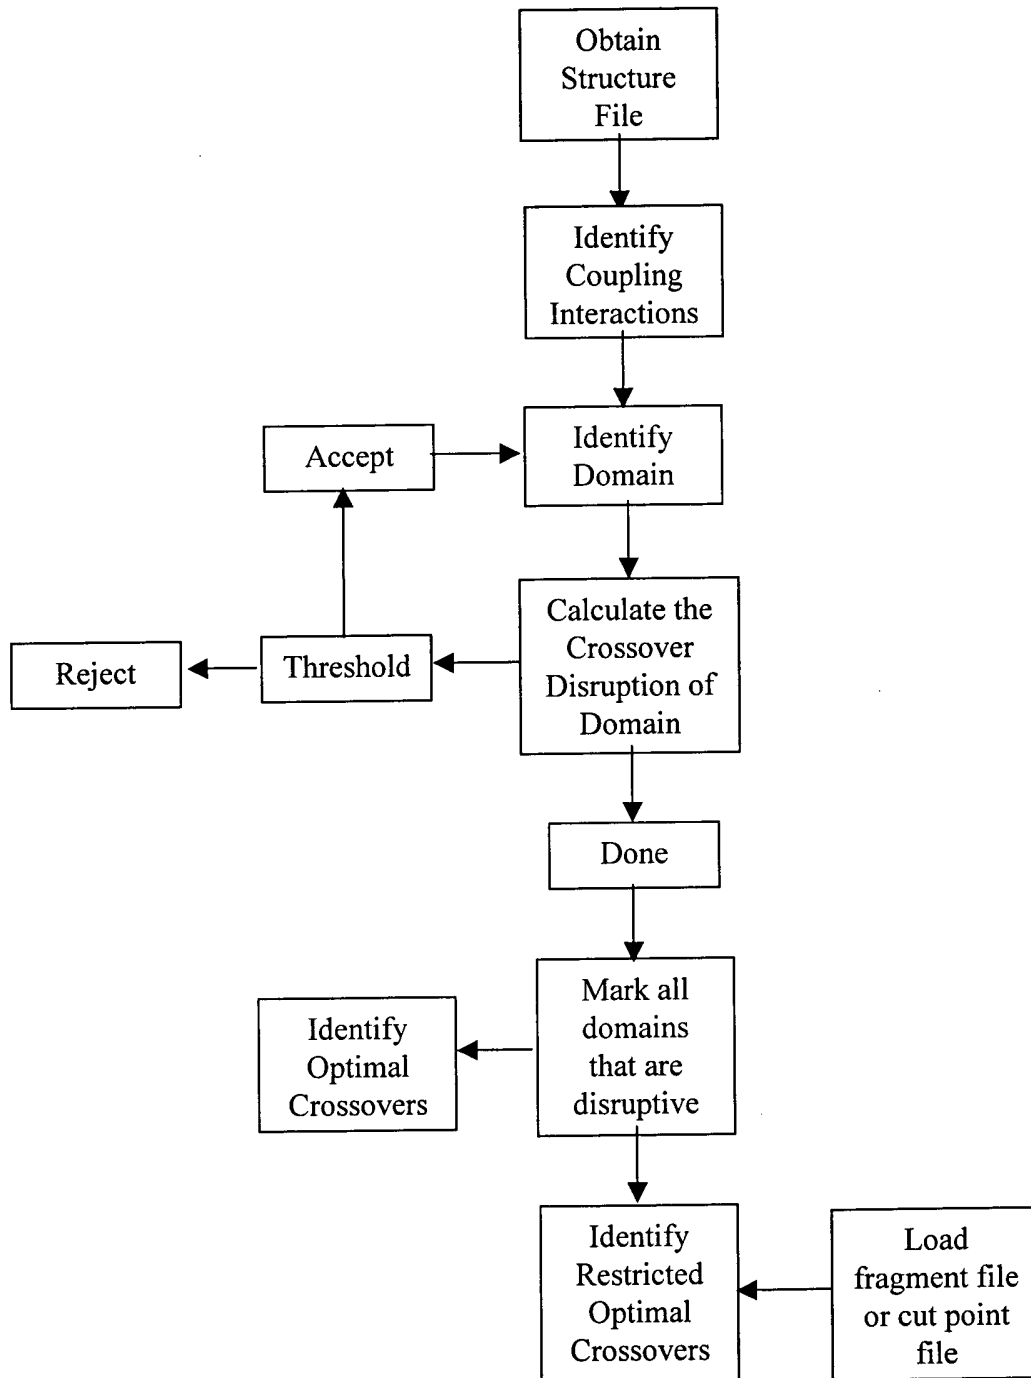 Obtain
Structure
File
Identify
Coupling
Interactions
Accept
Identify
Domain
Reject
Threshold
Calculate the
Crossover
Disruption of
Domain
Done
Identify
Optimal
Crossovers
Mark all
domains
that are
disruptive
Identify
Restricted
Optimal
Crossovers
Load
fragment file
or cut point
file